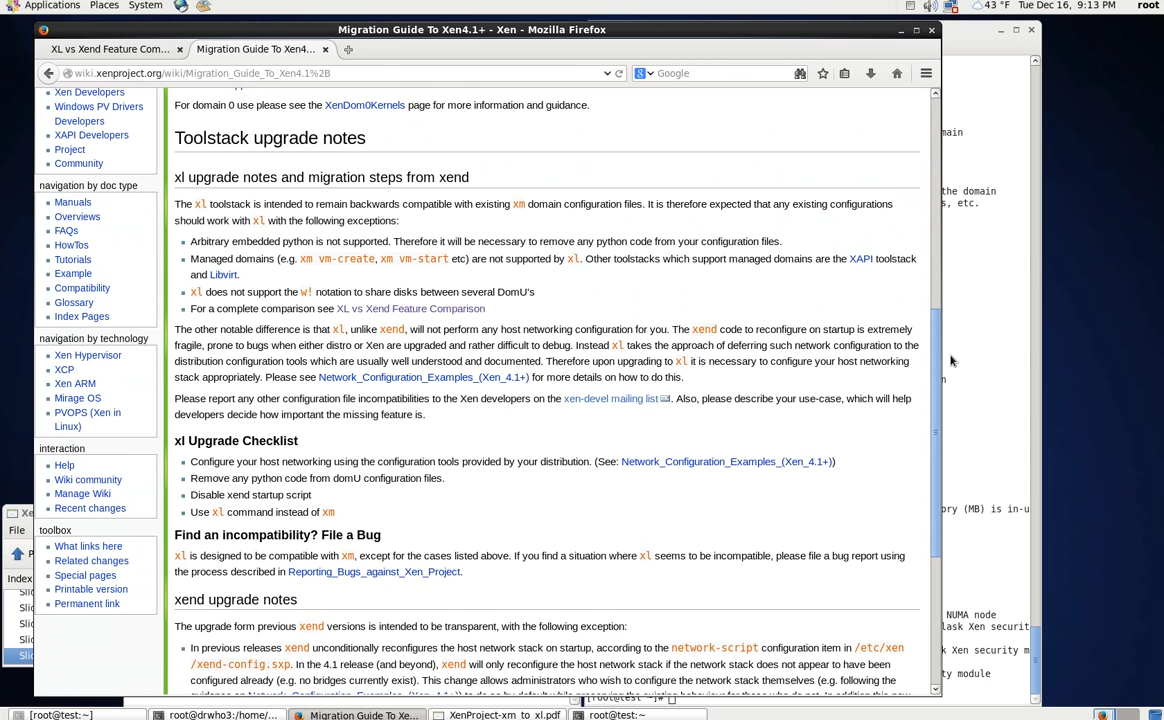 Applications Places System 43 °F Tue Dec 16, 9:13 PM root
Migration Guide To Xen4.1+ - Xen - Mozilla Firefox
XL vs Xend Feature Com... × Migration Guide To Xen4... ×
wiki.xenproject.org/wiki/Migration_Guide_To_Xen4.1%2B Google
Xen Developers
Windows PV Drivers
Developers
XAPI Developers
Project
Community
navigation by doc type
Manuals
Overviews
FAQs
HowTos
Tutorials
Example
Compatibility
Glossary
Index Pages
navigation by technology
Xen Hypervisor
XCP
Xen ARM
Mirage OS
PVOPS (Xen in
Linux)
interaction
Help
Wiki community
Manage Wiki
Recent changes
toolbox
What links here
Related changes
Special pages
Printable version
Permanent link
For domain 0 use please see the XenDom0Kernels page for more information and guidance.
Toolstack upgrade notes
xl upgrade notes and migration steps from xend
The xl toolstack is intended to remain backwards compatible with existing xm domain configuration files. It is therefore expected that any existing configurations
should work with xl with the following exceptions:
Arbitrary embedded python is not supported. Therefore it will be necessary to remove any python code from your configuration files.
Managed domains (e.g. xm vm-create, xm vm-start etc) are not supported by xl. Other toolstacks which support managed domains are the XAPI toolstack
and Libvirt.
xl does not support the w! notation to share disks between several DomU's
For a complete comparison see XL vs Xend Feature Comparison
The other notable difference is that xl, unlike xend, will not perform any host networking configuration for you. The xend code to reconfigure on startup is extremely
fragile, prone to bugs when either distro or Xen are upgraded and rather difficult to debug. Instead xl takes the approach of deferring such network configuration to the
distribution configuration tools which are usually well understood and documented. Therefore upon upgrading to xl it is necessary to configure your host networking
stack appropriately. Please see Network_Configuration_Examples_(Xen_4.1+) for more details on how to do this.
Please report any other configuration file incompatibilities to the Xen developers on the xen-devel mailing list. Also, please describe your use-case, which will help
developers decide how important the missing feature is.
xl Upgrade Checklist
Configure your host networking using the configuration tools provided by your distribution. (See: Network_Configuration_Examples_(Xen_4.1+))
Remove any python code from domU configuration files.
Disable xend startup script
Use xl command instead of xm
Find an incompatibility? File a Bug
xl is designed to be compatible with xm, except for the cases listed above. If you find a situation where xl seems to be incompatible, please file a bug report using
the process described in Reporting_Bugs_against_Xen_Project.
xend upgrade notes
The upgrade form previous xend versions is intended to be transparent, with the following exception:
In previous releases xend unconditionally reconfigures the host network stack on startup, according to the network-script configuration item in /etc/xen
/xend-config.sxp. In the 4.1 release (and beyond), xend will only reconfigure the host network stack if the network stack does not appear to have been
configured already (e.g. no bridges currently exist). This change allows administrators who wish to configure the network stack themselves (e.g. following the
main
the domain
s, etc.
n
ory (MB) is in-u
NUMA node
lask Xen securit
k Xen security m
y module
[root@test ~]#
Xe
File
P
Index
Slic
Slic
Slic
Slic
Slic
[root@test:~] root@drwho3:/home/... Migration Guide To Xe... XenProject-xm_to_xl.pdf root@test:~